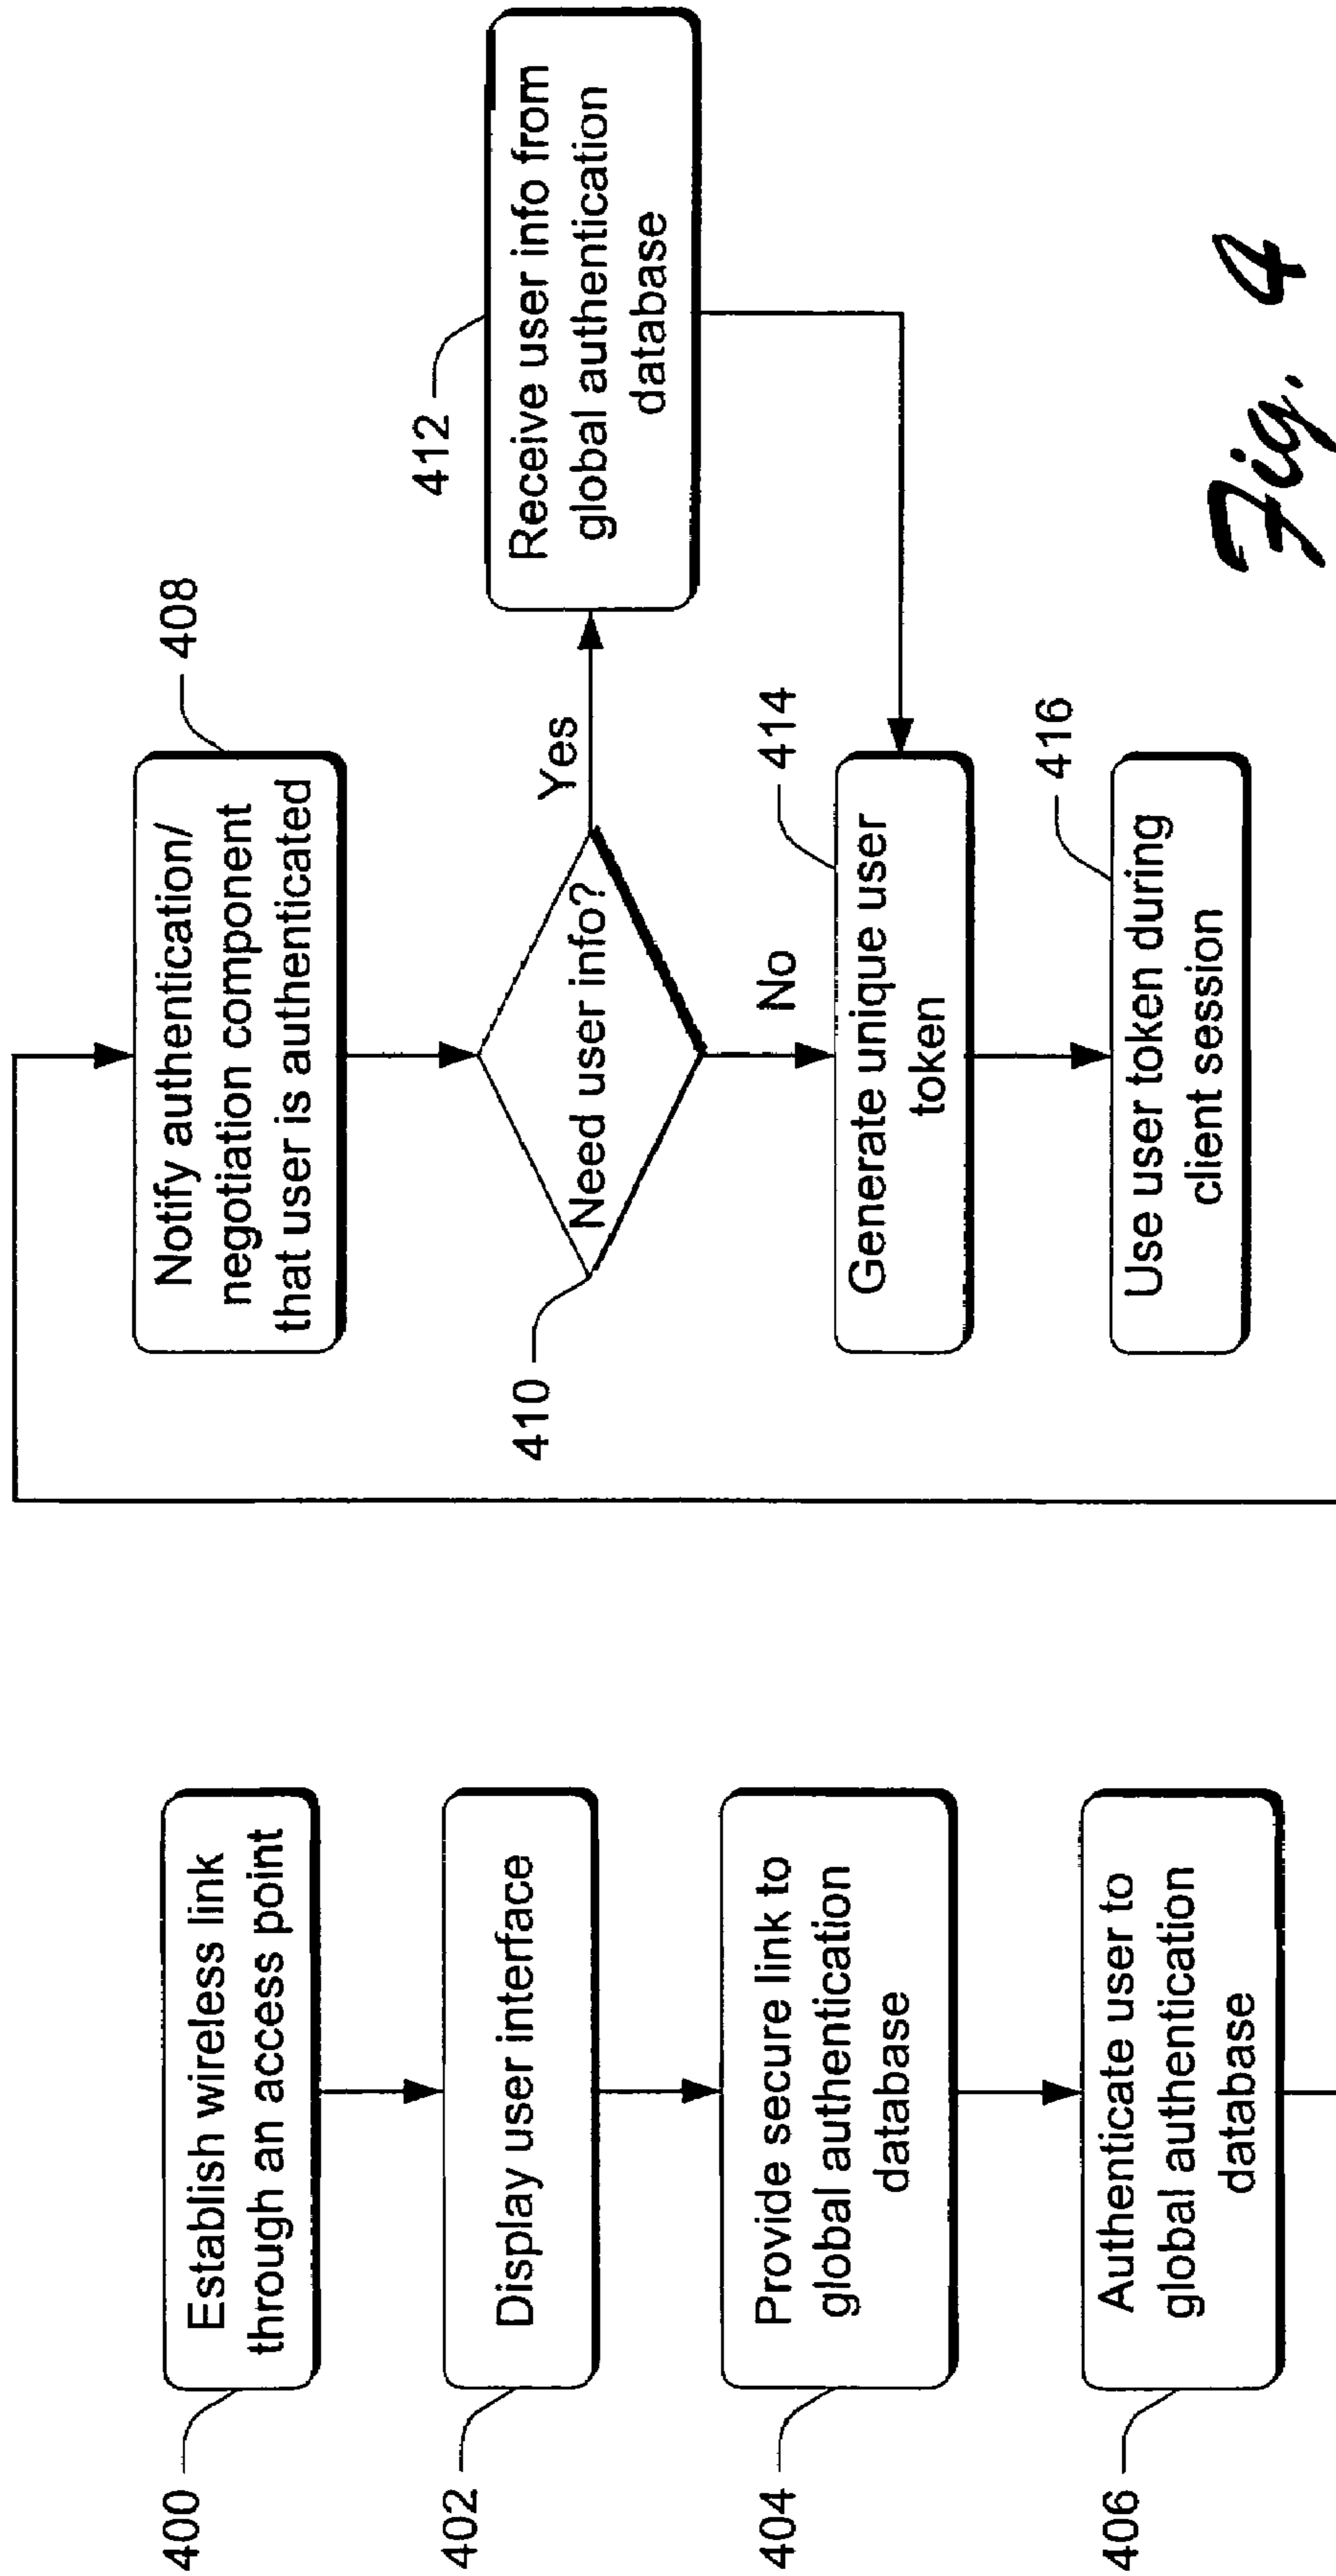 400
Establish wireless link
through an access point
402
Display user interface
404
Provide secure link to
global authentication
database
406
Authenticate user to
global authentication
database
408
Notify authentication/
negotiation component
that user is authenticated
410
Need user info?
Yes
No
412
Receive user info from
global authentication
database
414
Generate unique user
token
416
Use user token during
client session
Fig. 4